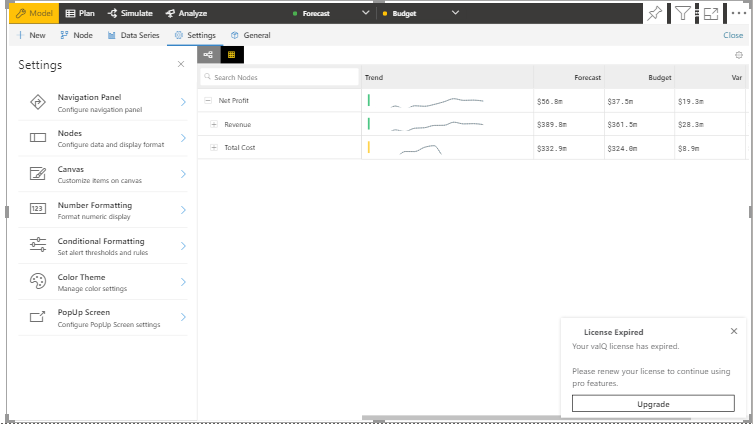 Model Plan Simulate Analyze Forecast Budget
New Node Data Series Settings General Close
Settings
Search Nodes Trend Forecast Budget Var
Net Profit $56.8m $37.5m $19.3m
Revenue $389.8m $361.5m $28.3m
Total Cost $332.9m $324.0m $8.9m
Navigation Panel
Configure navigation panel
Nodes
Configure data and display format
Canvas
Customize items on canvas
123
Number Formatting
Format numeric display
Conditional Formatting
Set alert thresholds and rules
Color Theme
Manage color settings
PopUp Screen
Configure PopUp Screen settings
License Expired
Your valQ license has expired.
Please renew your license to continue using
pro features.
Upgrade